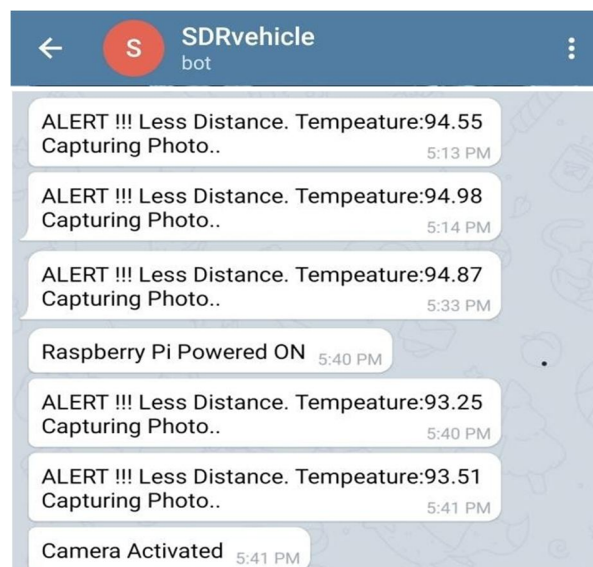 S
SDRvehicle
bot
ALERT !!! Less Distance. Tempeature:94.55
Capturing Photo..
5:13 PM
ALERT !!! Less Distance. Tempeature:94.98
Capturing Photo..
5:14 PM
ALERT !!! Less Distance. Tempeature:94.87
Capturing Photo..
5:33 PM
Raspberry Pi Powered ON 5:40 PM
ALERT !!! Less Distance. Tempeature:93.25
Capturing Photo..
5:40 PM
ALERT !!! Less Distance. Tempeature:93.51
Capturing Photo..
5:41 PM
Camera Activated 5:41 PM